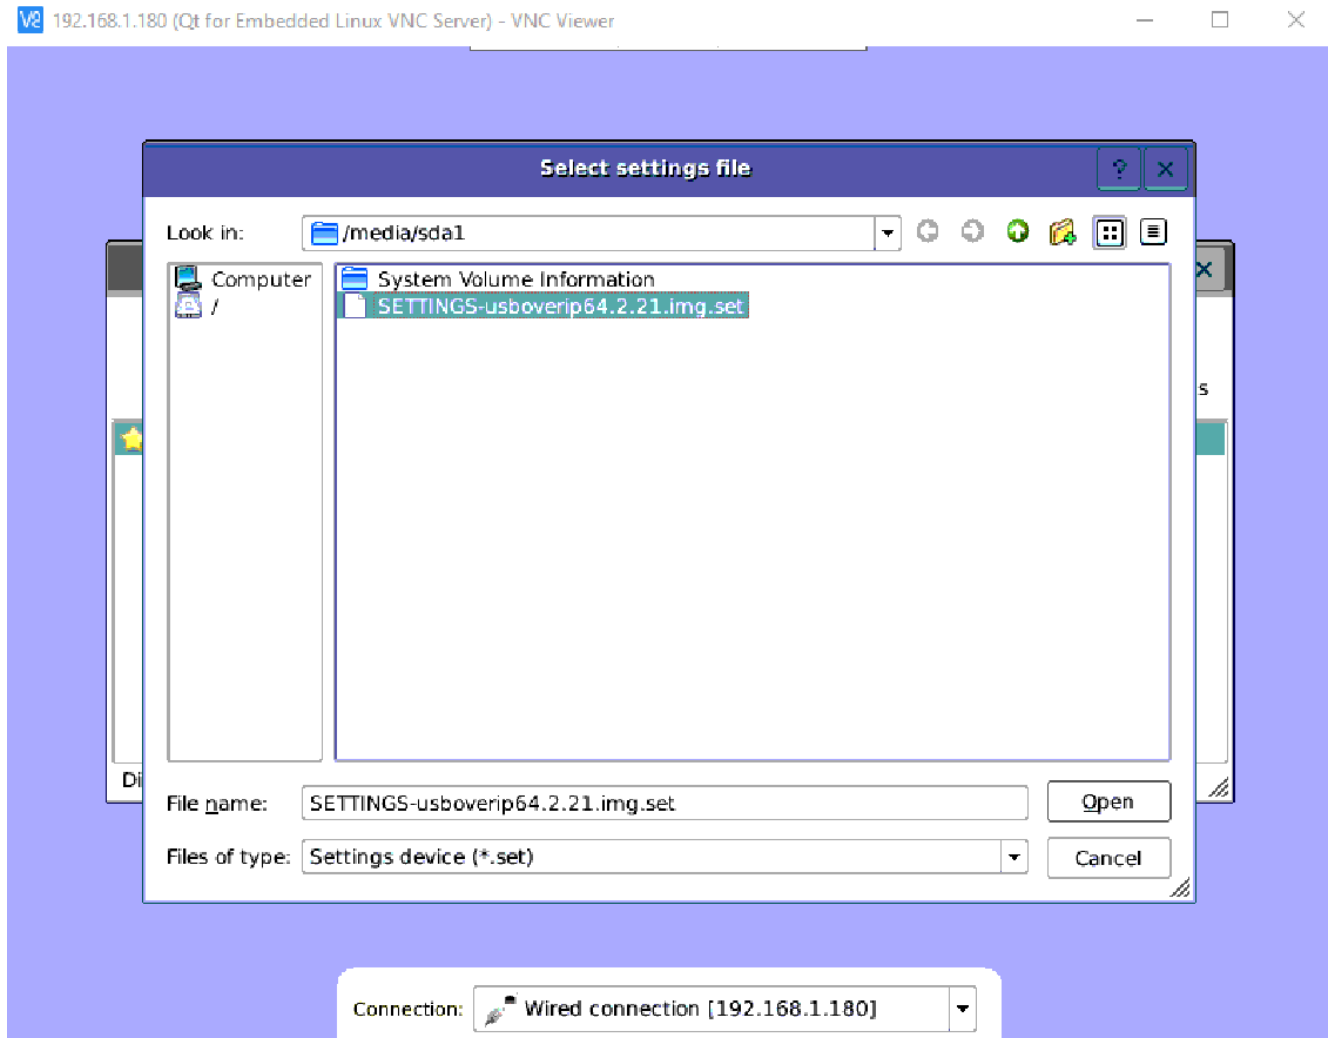 V2 192.168.1.180 (Qt for Embedded Linux VNC Server) - VNC Viewer
Select settings file
?
Look in: /media/sda1
Computer
/
System Volume Information
SETTINGS-usboverip64.2.21.img.set
s
Di
File name: SETTINGS-usboverip64.2.21.img.set Open
Files of type: Settings device (*.set) Cancel
Connection: Wired connection [192.168.1.180]